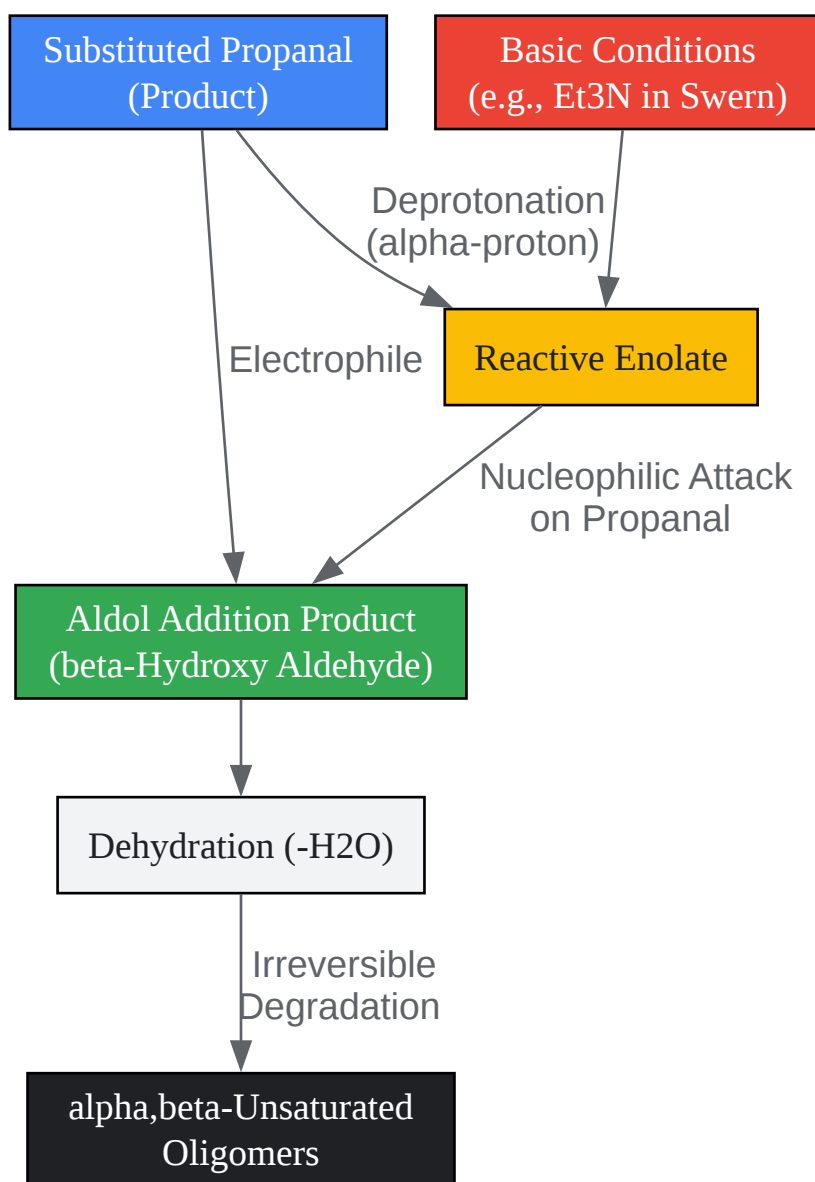 Substituted Propanal
(Product)
Basic Conditions
(e.g., Et3N in Swern)
Deprotonation
(alpha-proton)
Electrophile
Reactive Enolate
Nucleophilic Attack
on Propanal
Aldol Addition Product
(beta-Hydroxy Aldehyde)
Dehydration (-H2O)
Irreversible
Degradation
alpha,beta-Unsaturated
Oligomers